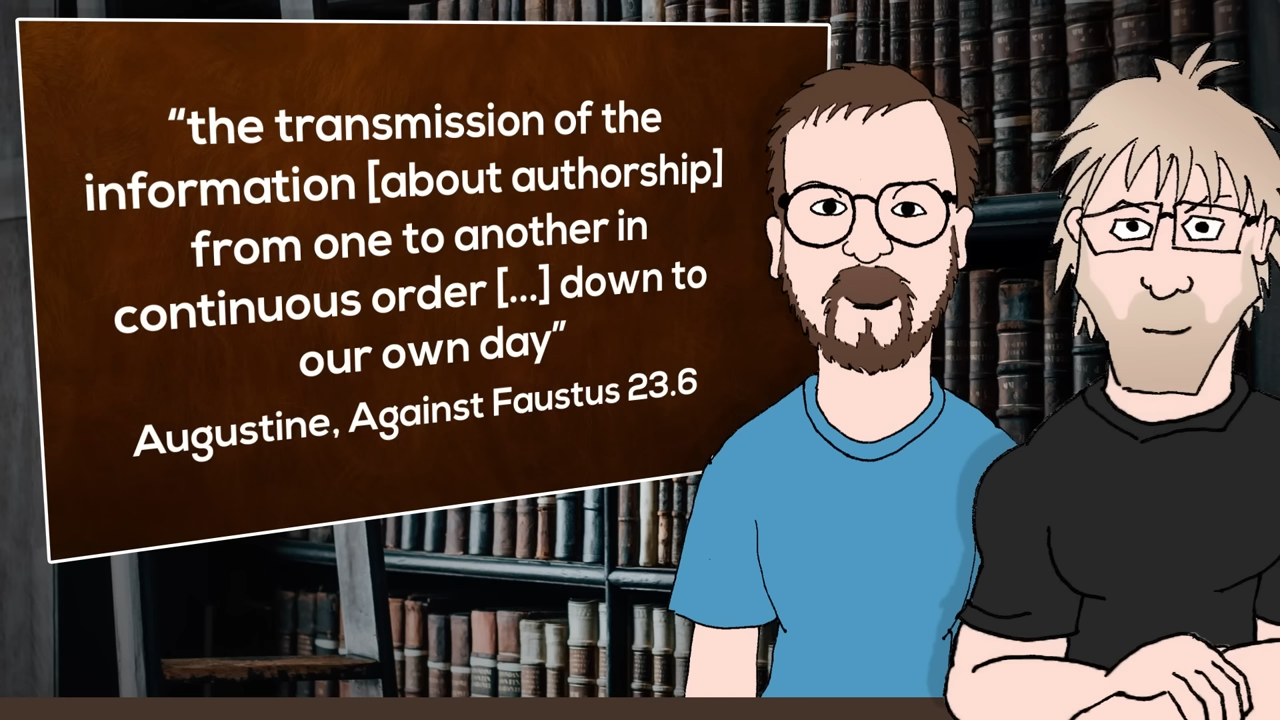 “the transmission of the
information [about authorship]
from one to another in
continuous order [...] down to
our own day”
Augustine, Against Faustus 23.6